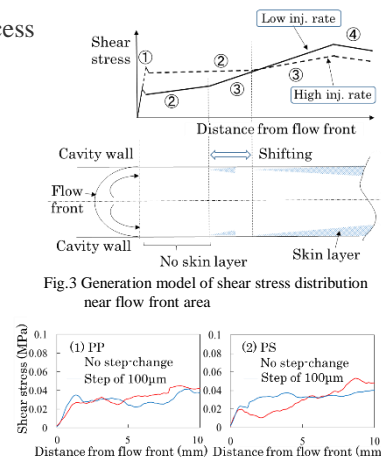 cess
Low inj. rate
Shear
stress
① ② ④
② ③ ③
High inj. rate
Distance from flow front
Cavity wall
Shifting
Flow
front
Cavity wall
No skin layer
Skin layer
Fig.3 Generation model of shear stress distribution
near flow front area
Shear stress (MPa)
0.1
0.08
0.06
0.04
0.02
0
(1) PP
No step-change
Step of 100μm
0 5 10
Distance from flow front (mm
0.1
0.08
0.06
0.04
0.02
0
(2) PS
No step-change
Step of 100μm
0 5 10
Distance from flow front (mm